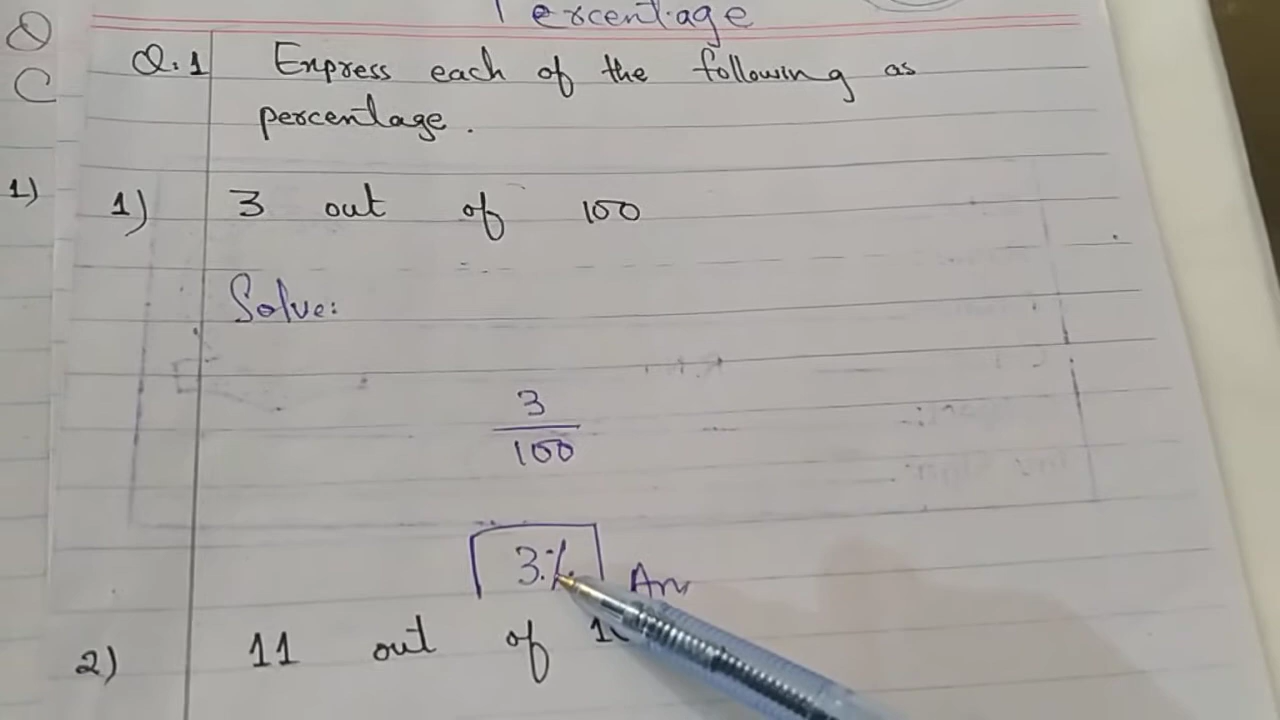 Percentage
Q.1 Express each of the following as
percentage.
1) 1) 3 out of 100
Solve:
3
100
3% Ans
2) 11 out of